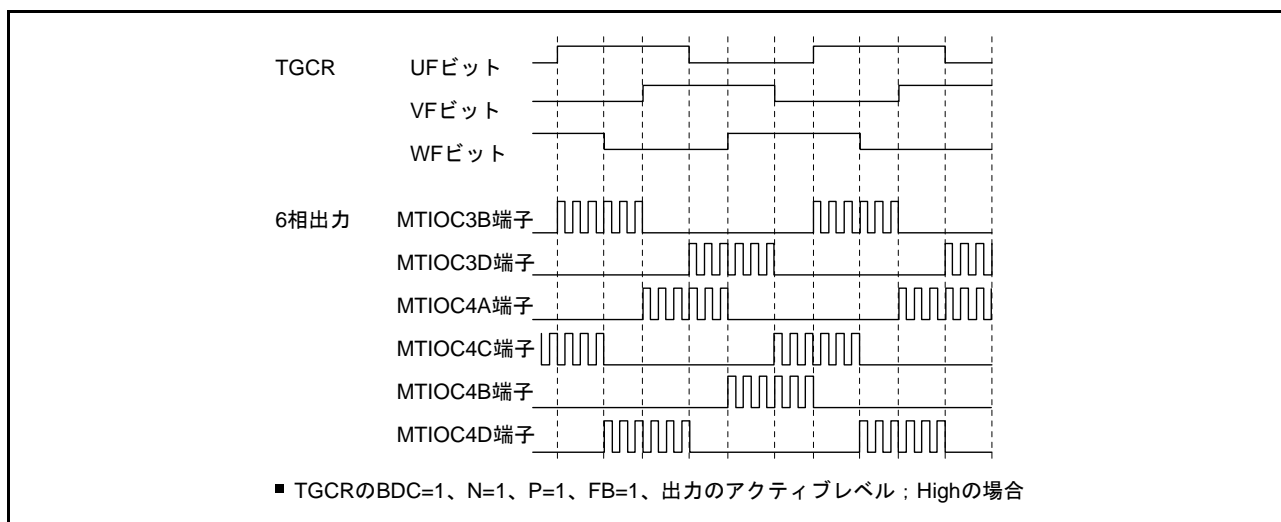 TGCR UFビット
VFビット
WFビット
6相出力 MTIOC3B端子
MTIOC3D端子
MTIOC4A端子
MTIOC4C端子
MTIOC4B端子
MTIOC4D端子
■ TGCRのBDC=1、N=1、P=1、FB=1、出力のアクティブレベル；Highの場合